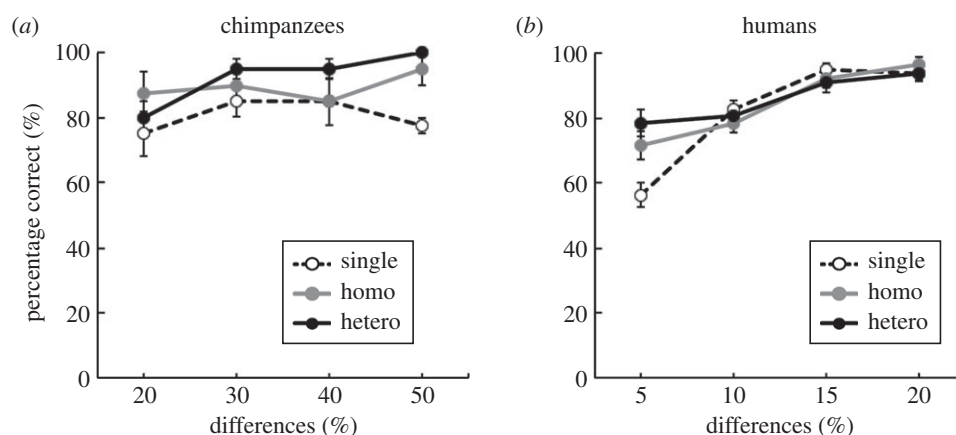 (a) chimpanzees
percentage correct (%)
100
80
60
40
20
0
single
homo
hetero
20 30 40 50
differences (%)
(b) humans
100
80
60
40
20
0
single
homo
hetero
5 10 15 20
differences (%)